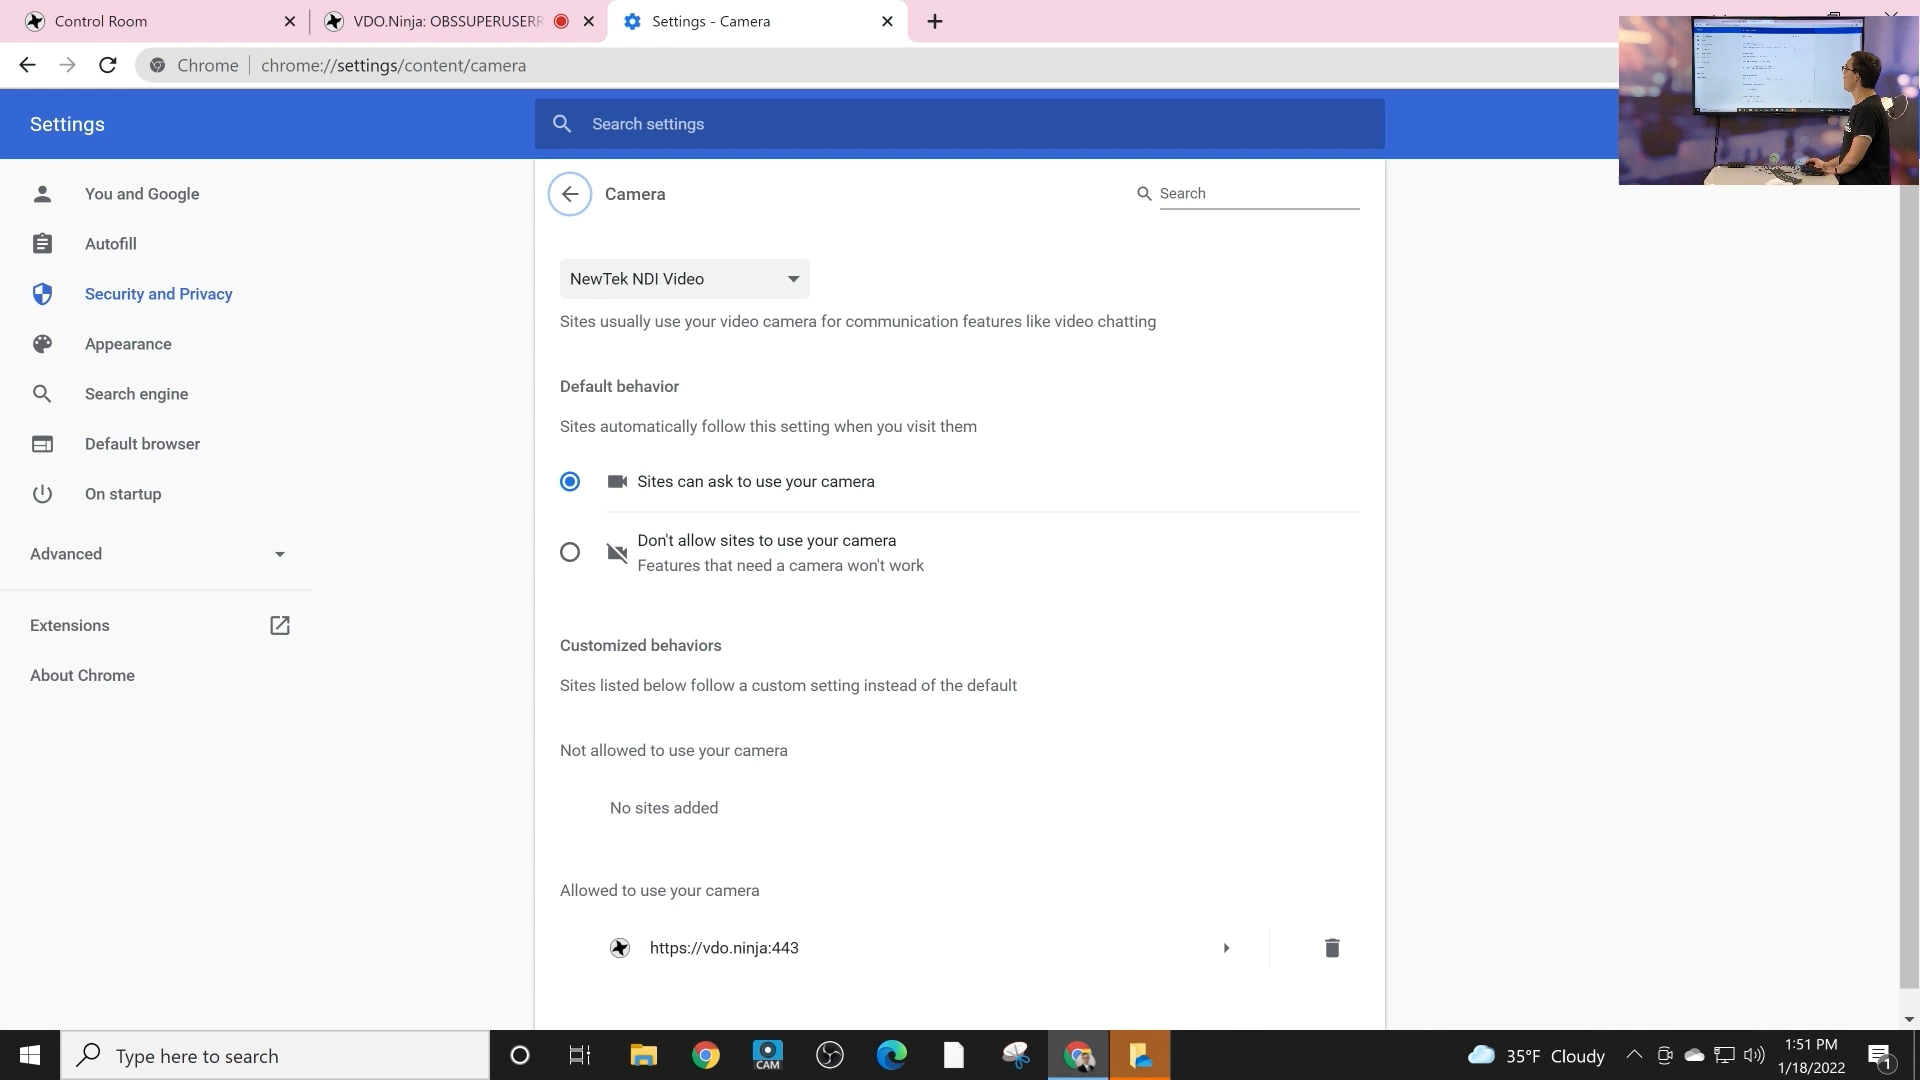 Control Room
VDO.Ninja: OBSSUPERUSER
Settings - Camera
Chrome
chrome://settings/content/camera
Settings
Search settings
You and Google
Autofill
Security and Privacy
Appearance
Search engine
Default browser
On startup
Advanced
Extensions
About Chrome
Camera
Search
NewTek NDI Video
Sites usually use your video camera for communication features like video chatting
Default behavior
Sites automatically follow this setting when you visit them
Sites can ask to use your camera
Don't allow sites to use your camera
Features that need a camera won't work
Customized behaviors
Sites listed below follow a custom setting instead of the default
Not allowed to use your camera
No sites added
Allowed to use your camera
https://vdo.ninja:443
Type here to search
CAM
35°F Cloudy
1:51 PM
1/18/2022
1